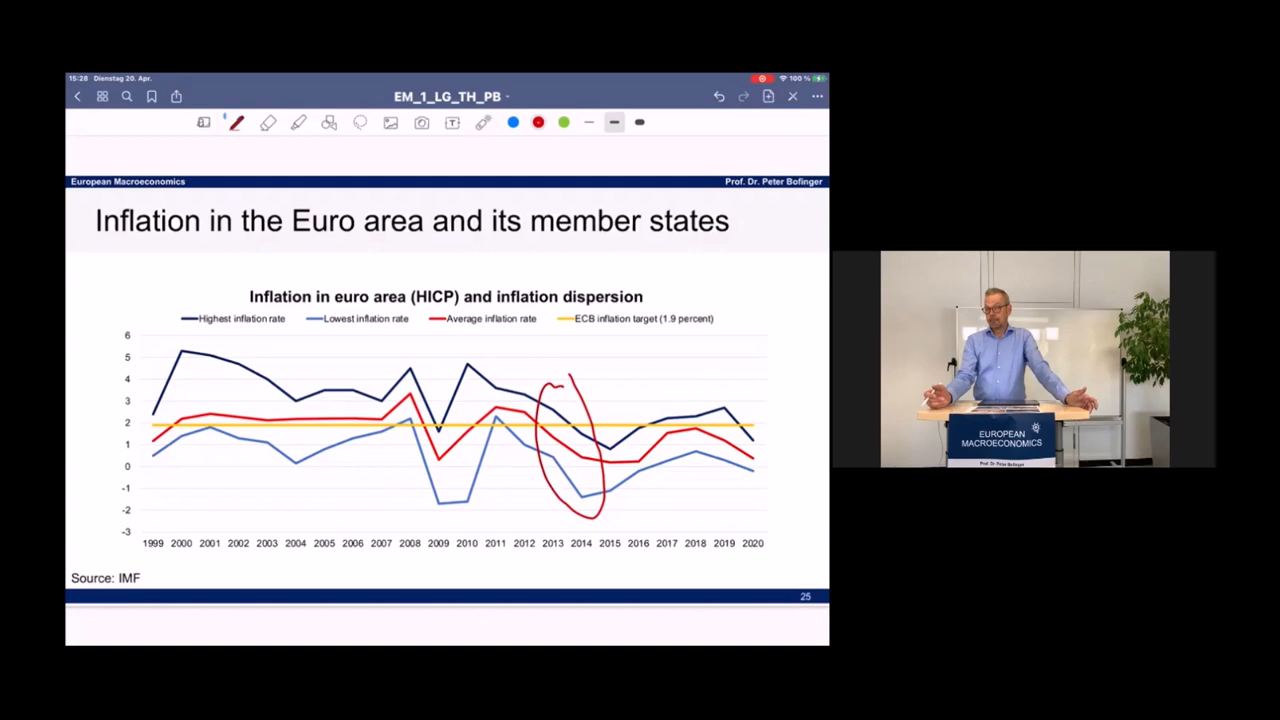 15:28 Dienstag 20. Apr.
100 %
EM_1_LG_TH_PB
T
European Macroeconomics
Prof. Dr. Peter Bofinger
Inflation in the Euro area and its member states
Inflation in euro area (HICP) and inflation dispersion
Highest inflation rate Lowest inflation rate Average inflation rate ECB inflation target (1.9 percent)
6
5
4
3
2
1
0
-1
-2
-3
1999 2000 2001 2002 2003 2004 2005 2006 2007 2008 2009 2010 2011 2012 2013 2014 2015 2016 2017 2018 2019 2020
Source: IMF
25
EUROPEAN
MACROECONOMICS
Prof. Dr. Peter Bofinger